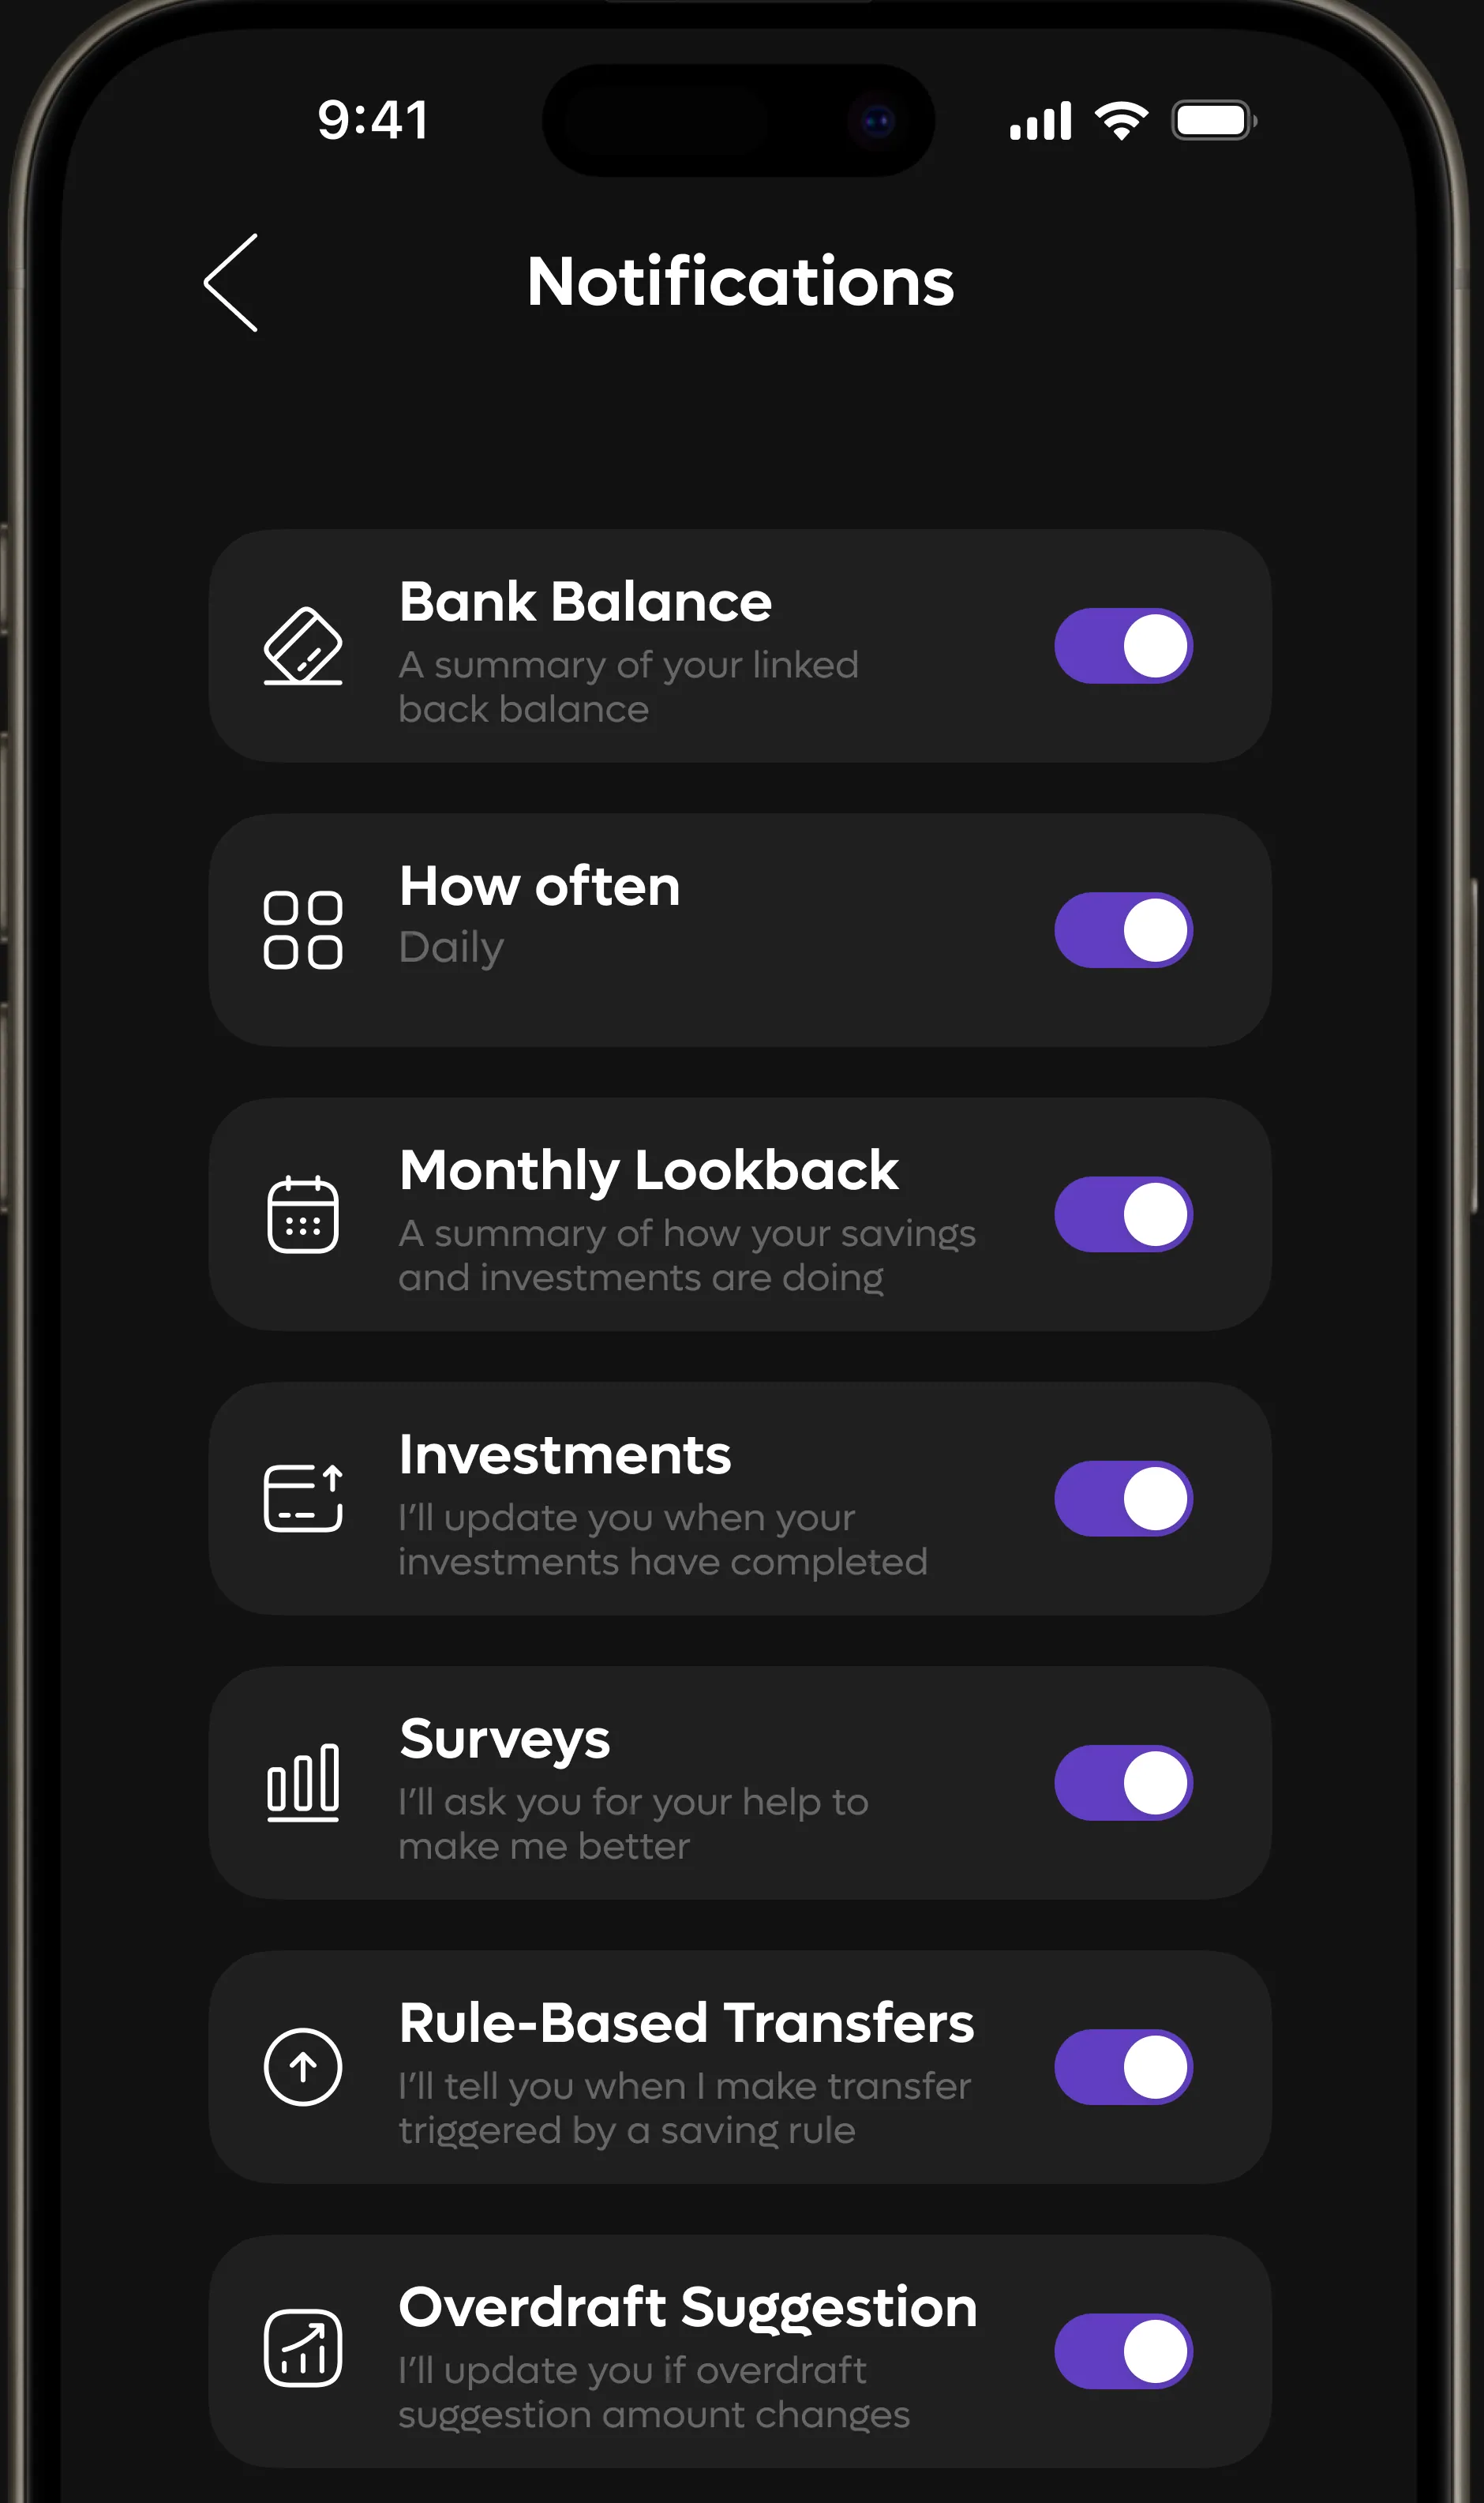 9:41
Notifications
Bank Balance
A summary of your linked
back balance
How often
Daily
Monthly Lookback
A summary of how your savings
and investments are doing
Investments
I'll update you when your
investments have completed
Surveys
I'll ask you for your help to
make me better
Rule-Based Transfers
I'll tell you when I make transfer
triggered by a saving rule
Overdraft Suggestion
I'll update you if overdraft
suggestion amount changes